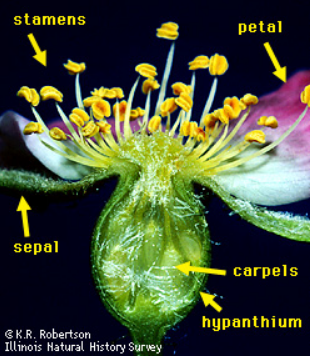 stamens
petal
sepal
carpels
hypanthium
© K.R. Robertson
Illinois Natural History Survey